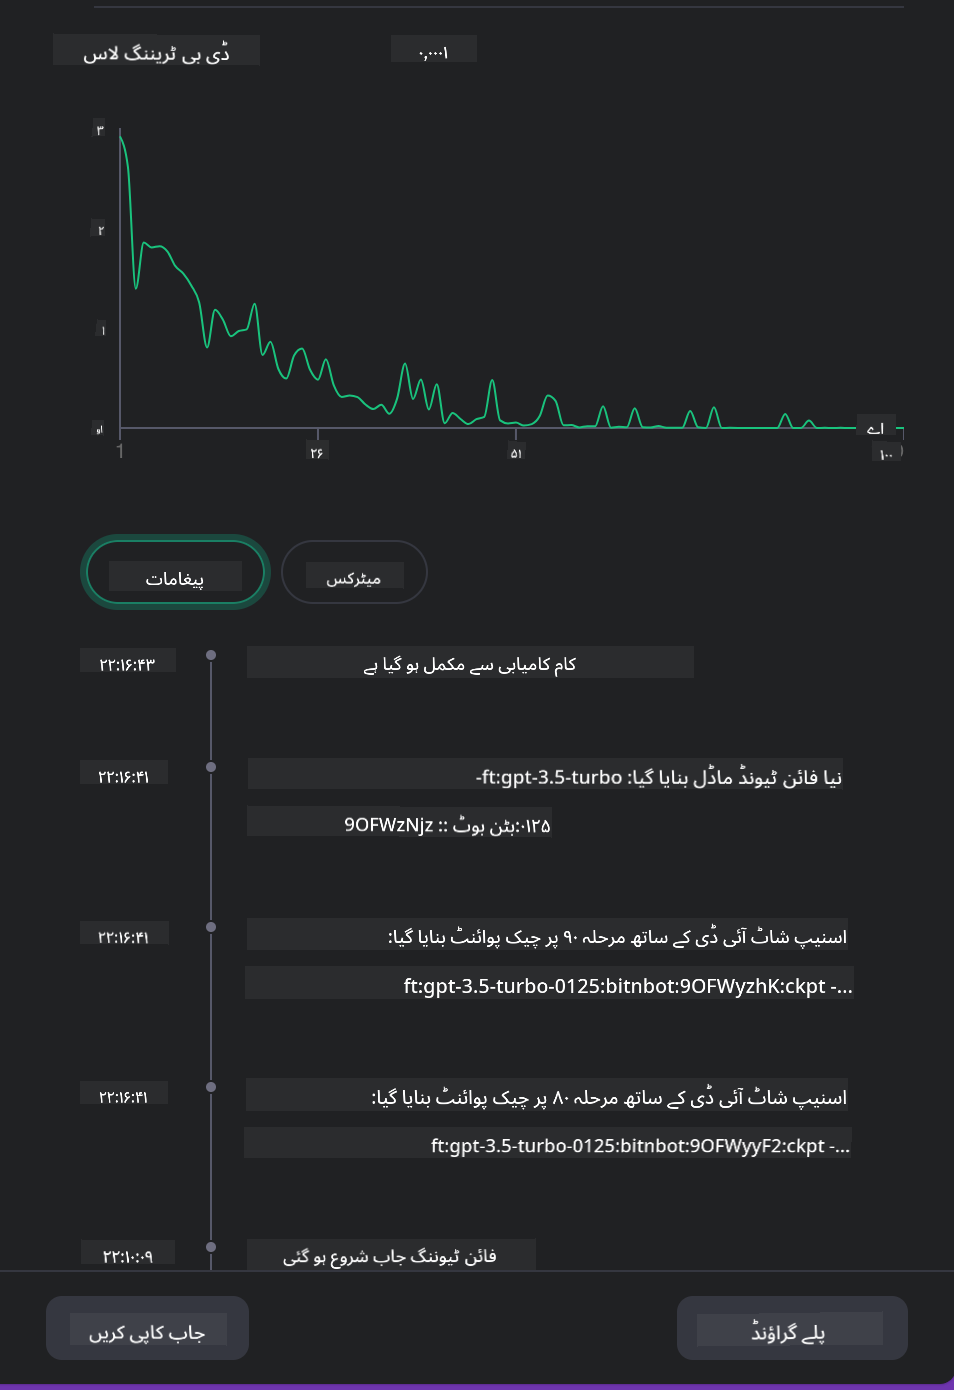 ڈی بی ٹریننگ لاس
۰,۰۰۰۱
۳
۲
۱
او
اے
۱
۲۶
۵۱
۱۰۰
پیغامات
میٹرکس
۲۲:۱۶:۴۳
کام کامیابی سے مکمل ہو گیا ہے
۲۲:۱۶:۴۱
نیا فائن ٹیونڈ ماڈل بنایا گیا: ft:gpt-3.5-turbo-
۰۱۲۵:بٹن بوٹ :: 9OFWzNjz
۲۲:۱۶:۴۱
اسنیپ شاٹ آئی ڈی کے ساتھ مرحلہ ۹۰ پر چیک پوائنٹ بنایا گیا:
ft:gpt-3.5-turbo-0125:bitnbot:9OFWyzhK:ckpt -...
۲۲:۱۶:۴۱
اسنیپ شاٹ آئی ڈی کے ساتھ مرحلہ ۸۰ پر چیک پوائنٹ بنایا گیا:
ft:gpt-3.5-turbo-0125:bitnbot:9OFWyyF2:ckpt -...
۲۲:۱۰:۰۹
فائن ٹیوننگ جاب شروع ہو گئی
جاب کاپی کریں
پلے گراؤنڈ